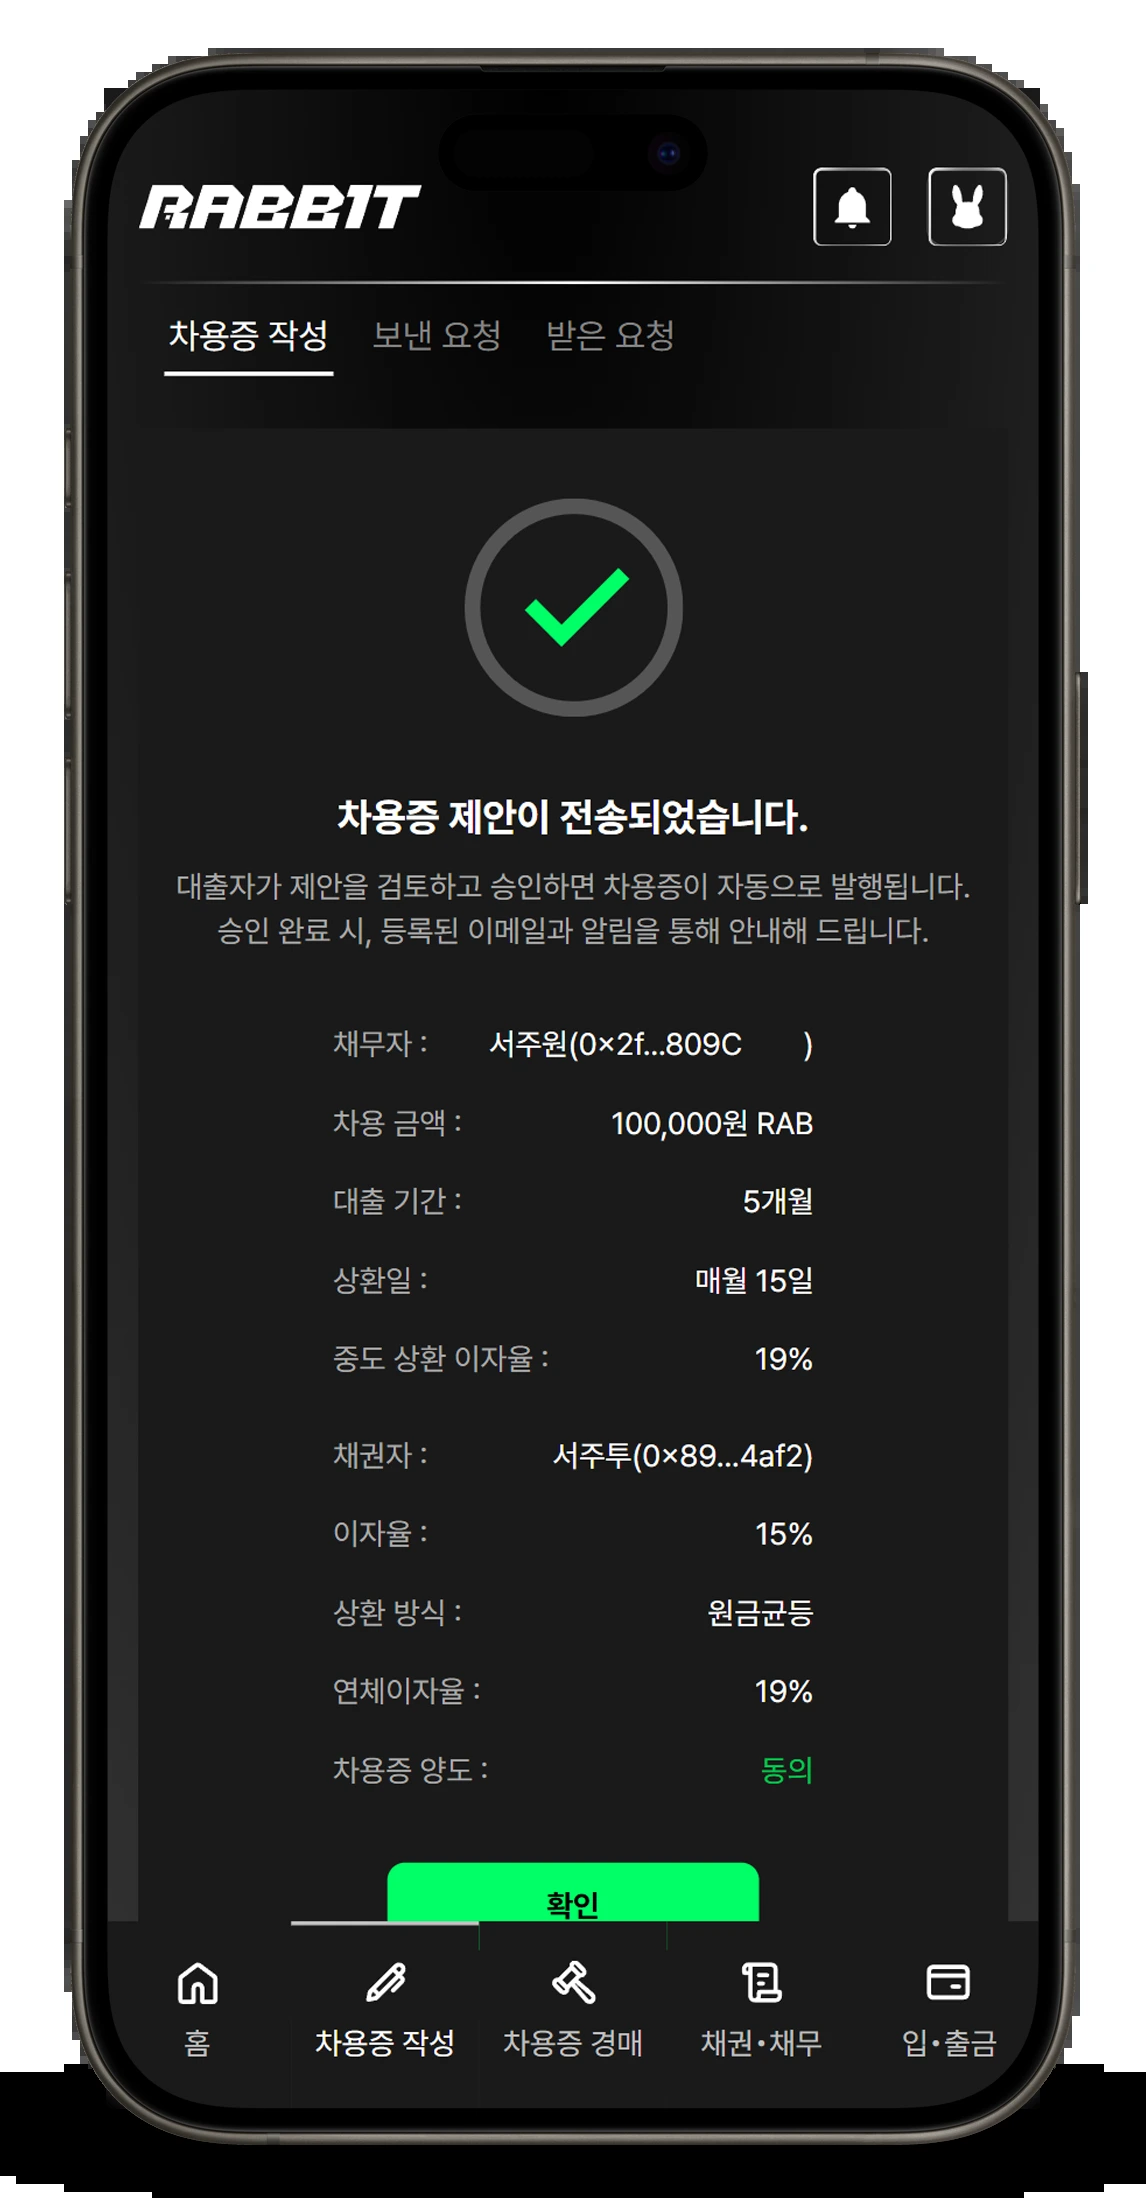 RABBIT
차용증 작성 보낸 요청 받은 요청
차용증 제안이 전송되었습니다.
대출자가 제안을 검토하고 승인하면 차용증이 자동으로 발행됩니다.
승인 완료 시, 등록된 이메일과 알림을 통해 안내해 드립니다.
채무자 : 서주원(0×2f...809C )
차용 금액 : 100,000원 RAB
대출 기간 : 5개월
상환일 : 매월 15일
중도 상환 이자율 : 19%
채권자 : 서주투(0×89...4af2)
이자율 : 15%
상환 방식 : 원금균등
연체이자율 : 19%
차용증 양도 : 동의
확인
홈 차용증 작성 차용증 경매 채권•채무 입•출금